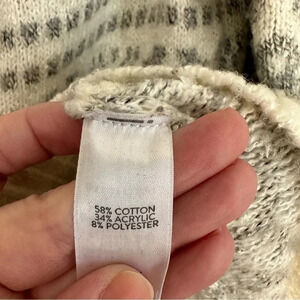 58% COTTON
34% ACRYLIC
8% POLYESTER